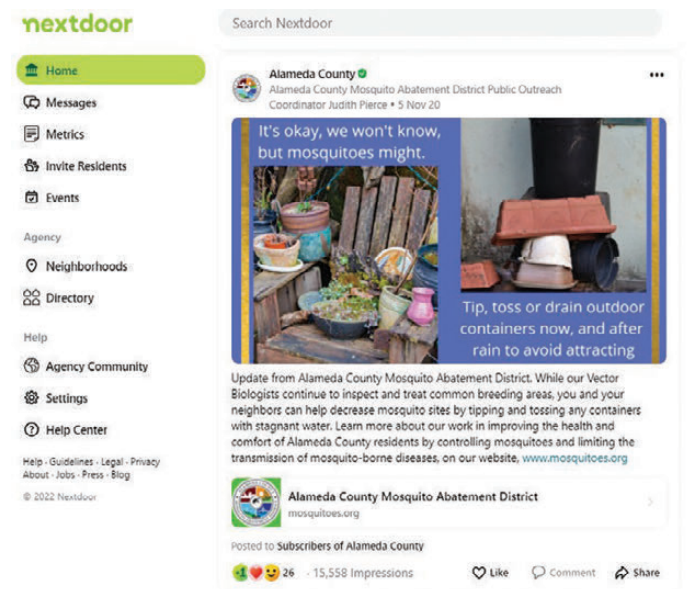 nextdoor
Search Nextdoor
Home
Messages
Metrics
Invite Residents
Events
Agency
Neighborhoods
Directory
Help
Agency Community
Settings
Help Center
Help · Guidelines · Legal · Privacy
About · Jobs · Press · Blog
© 2022 Nextdoor
Alameda County
Alameda County Mosquito Abatement District Public Outreach
Coordinator Judith Pierce • 5 Nov 20
It's okay, we won't know,
but mosquitoes might.
Tip, toss or drain outdoor
containers now, and after
rain to avoid attracting
Update from Alameda County Mosquito Abatement District. While our Vector
Biologists continue to inspect and treat common breeding areas, you and your
neighbors can help decrease mosquito sites by tipping and tossing any containers
with stagnant water. Learn more about our work in improving the health and
comfort of Alameda County residents by controlling mosquitoes and limiting the
transmission of mosquito-borne diseases, on our website, www.mosquitoes.org
Alameda County Mosquito Abatement District
mosquitoes.org
Posted to Subscribers of Alameda County
+1 26 · 15,558 Impressions
Like Comment Share